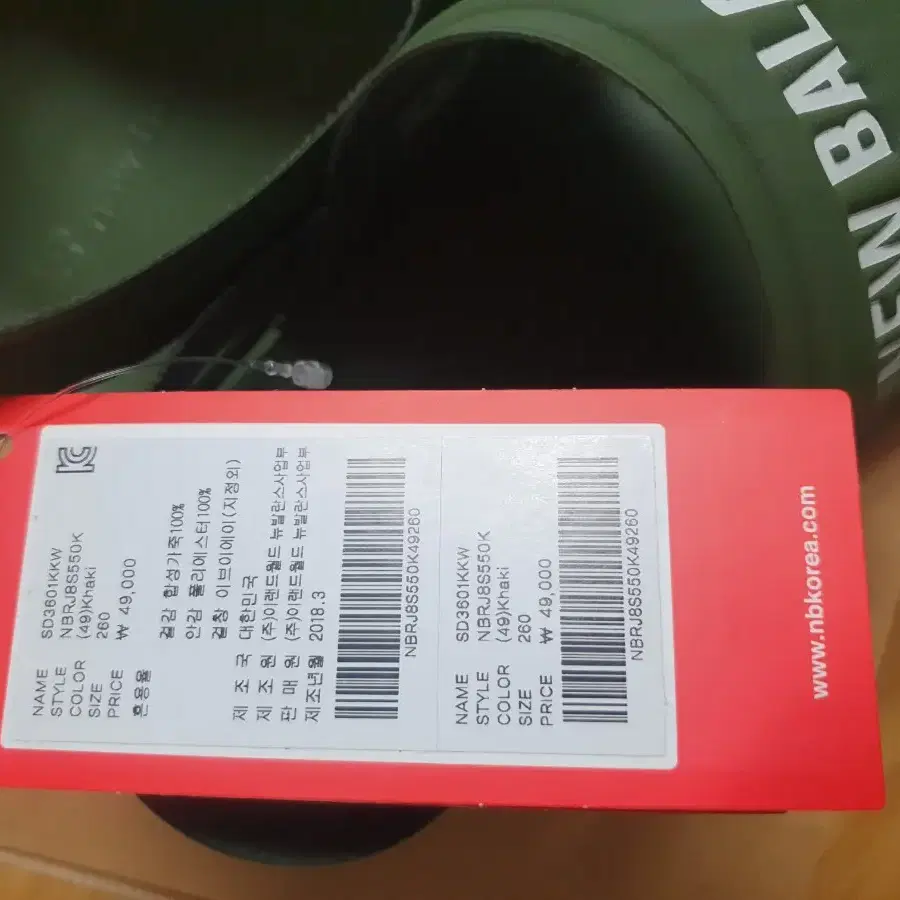 NEW BALA
NAME SD3601KKW
STYLE NBRJ8S550K
COLOR (49)Khaki
SIZE 260
PRICE ₩ 49,000
혼용율
겉감 합성가죽100%
안감 폴리에스터100%
겉창 이브이에이(지정외)
제 조 국 대한민국
제 조 원 (주)이랜드월드 뉴발란스사업부
판 매 원 (주)이랜드월드 뉴발란스사업부
제조년월 2018.3
NBRJ8S550K49260
NAME SD3601KKW
STYLE NBRJ8S550K
COLOR (49)Khaki
SIZE 260
PRICE ₩ 49,000
NBRJ8S550K49260
www.nbkorea.com